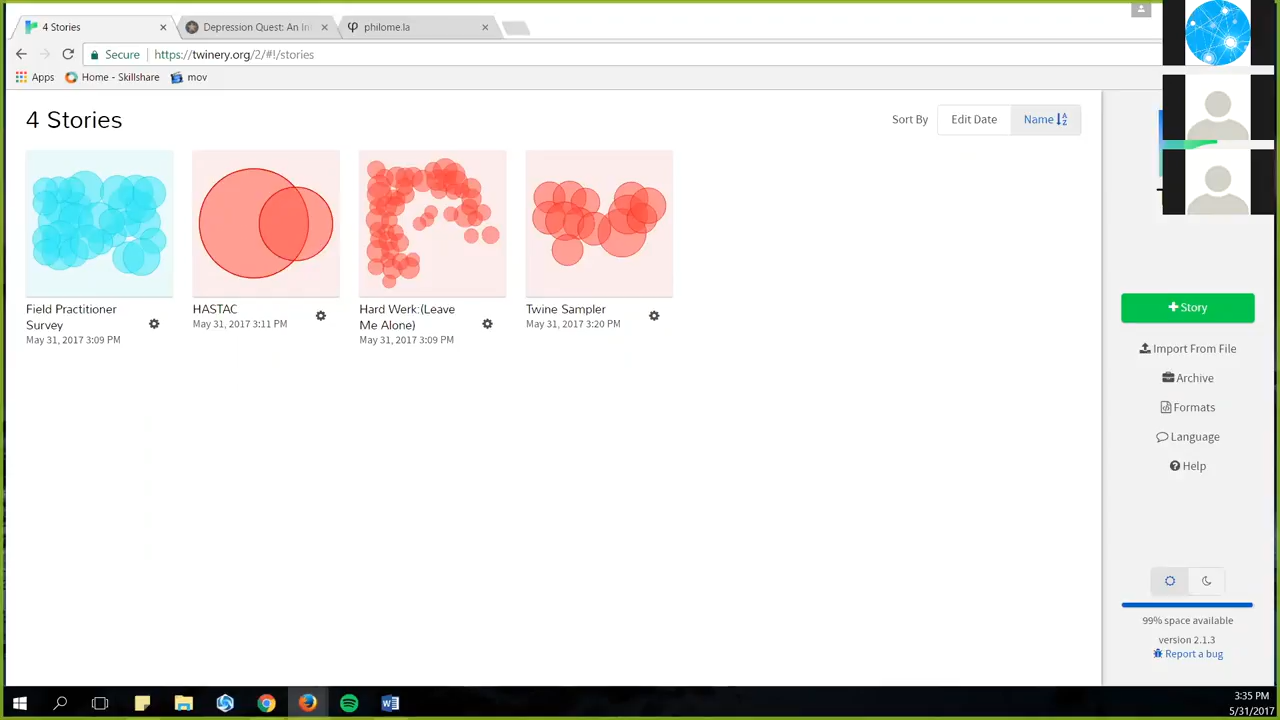 4 Stories
Depression Quest: An In
philome.la
Secure
https://twinery.org/2/#!/stories
Apps
Home - Skillshare
mov
4 Stories
Sort By
Edit Date
Name
Field Practitioner
Survey
May 31, 2017 3:09 PM
HASTAC
May 31, 2017 3:11 PM
Hard Werk:(Leave
Me Alone)
May 31, 2017 3:09 PM
Twine Sampler
May 31, 2017 3:20 PM
+ Story
Import From File
Archive
Formats
Language
Help
99% space available
version 2.1.3
Report a bug
3:35 PM
5/31/2017